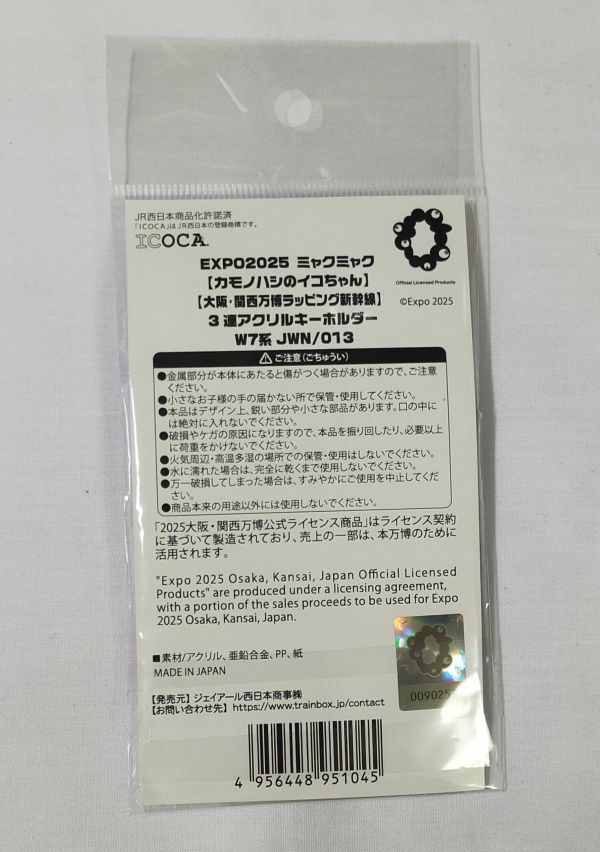 JR西日本商品化許諾済
「ICOCA」はJR西日本の登録商標です。
ICOCA.
Official Licensed Products
©Expo 2025
EXPO2025 ミャクミャク
【カモノハシのイコちゃん】
【大阪・関西万博ラッピング新幹線】
3連アクリルキーホルダー
W7系 JWN/013
⚠ご注意(ごちゅうい)
●金属部分が本体にあたると傷がつく場合がありますので、ご注意
ください。
●小さなお子様の手の届かない所で保管・使用してください。
●本品はデザイン上、鋭い部分や小さな部品があります。口の中に
は絶対に入れないでください。
●破損やケガの原因になりますので、本品を振り回したり、必要以上
に荷重をかけないでください。
●火気周辺・高温多湿の場所での保管・使用はしないでください。
●水に濡れた場合は、完全に乾くまで使用しないでください。
●万一破損してしまった場合は、すみやかにご使用を中止してくだ
さい。
●商品本来の用途以外には使用しないでください。
「2025大阪・関西万博公式ライセンス商品」はライセンス契約
に基づいて製造されており、売上の一部は、本万博のために
活用されます。
"Expo 2025 Osaka, Kansai, Japan Official Licensed
Products" are produced under a licensing agreement,
with a portion of the sales proceeds to be used for Expo
2025 Osaka, Kansai, Japan.
■素材/アクリル、亜鉛合金、PP、紙
MADE IN JAPAN
【発売元】ジェイアール西日本商事㈱
【お問い合わせ先】https://www.trainbox.jp/contact
4 956448 951045